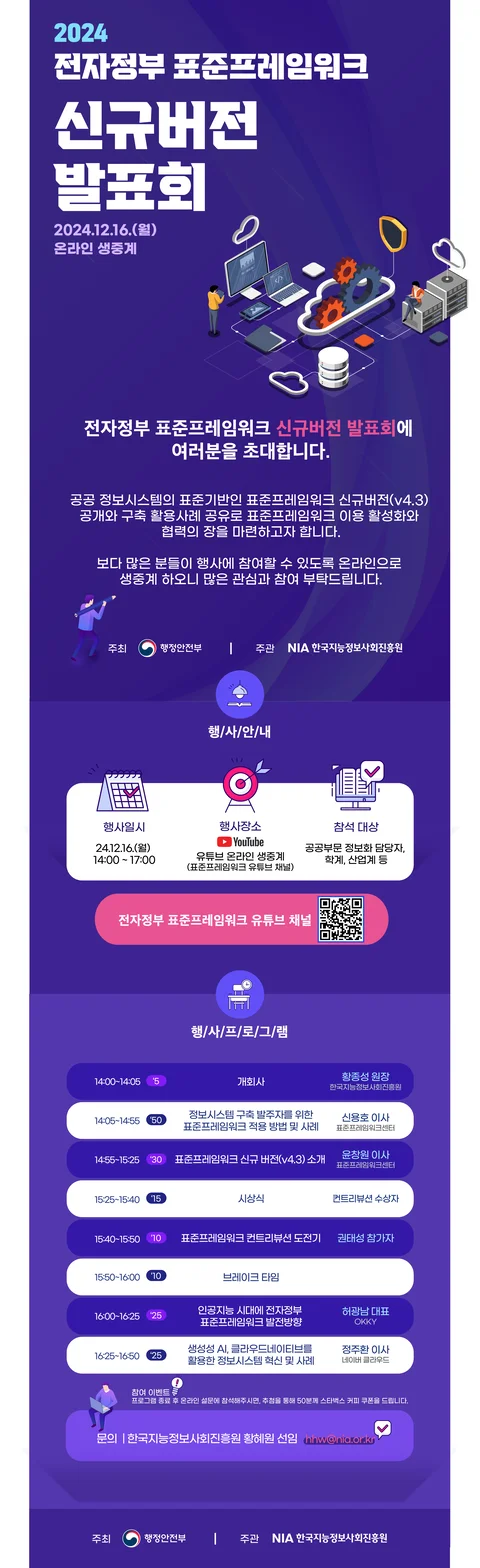 2024
전자정부 표준프레임워크
신규버전
발표회
2024.12.16.(월)
온라인 생중계
전자정부 표준프레임워크 신규버전 발표회에
여러분을 초대합니다.
공공 정보시스템의 표준기반인 표준프레임워크 신규버전(v4.3)
공개와 구축 활용사례 공유로 표준프레임워크 이용 활성화와
협력의 장을 마련하고자 합니다.
보다 많은 분들이 행사에 참여할 수 있도록 온라인으로
생중계 하오니 많은 관심과 참여 부탁드립니다.
주최 행정안전부 | 주관 NIA 한국지능정보사회진흥원
행/사/안/내
행사일시
24.12.16.(월)
14:00 ~ 17:00
행사장소
YouTube
유튜브 온라인 생중계
(표준프레임워크 유튜브 채널)
참석 대상
공공부문 정보화 담당자,
학계, 산업계 등
전자정부 표준프레임워크 유튜브 채널
행/사/프/로/그/램
14:00~14:05 '5 개회사 황종성 원장
한국지능정보사회진흥원
14:05~14:55 '50 정보시스템 구축 발주자를 위한
표준프레임워크 적용 방법 및 사례
신용호 이사
표준프레임워크센터
14:55~15:25 '30 표준프레임워크 신규 버전(v4.3) 소개 윤창원 이사
표준프레임워크센터
15:25~15:40 '15 시상식 컨트리뷰션 수상자
15:40~15:50 '10 표준프레임워크 컨트리뷰션 도전기 권태성 참가자
15:50~16:00 '10 브레이크 타임
16:00~16:25 '25 인공지능 시대에 전자정부
표준프레임워크 발전방향
허광남 대표
OKKY
16:25~16:50 '25 생성성 AI, 클라우드네이티브를
활용한 정보시스템 혁신 및 사례
정주환 이사
네이버 클라우드
참여 이벤트
프로그램 종료 후 온라인 설문에 참석해주시면, 추첨을 통해 50분께 스타벅스 커피 쿠폰을 드립니다.
문의 | 한국지능정보사회진흥원 황혜원 선임 hhw@nia.or.kr
주최 행정안전부 | 주관 NIA 한국지능정보사회진흥원